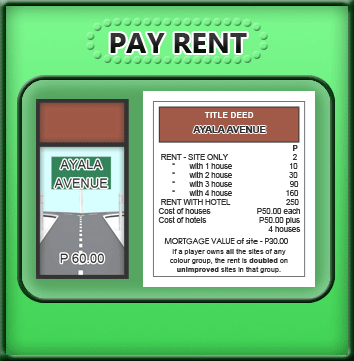 PAY RENT
AYALA
AVENUE
P 60.00
TITLE DEED
AYALA AVENUE
P
RENT - SITE ONLY 2
" with 1 house 10
" with 2 house 30
" with 3 house 90
" with 4 house 160
RENT WITH HOTEL 250
Cost of houses P50.00 each
Cost of hotels P50.00 plus
4 houses
MORTGAGE VALUE of site - P30.00
If a player owns all the sites of any
colour group, the rent is doubled on
unimproved sites in that group.